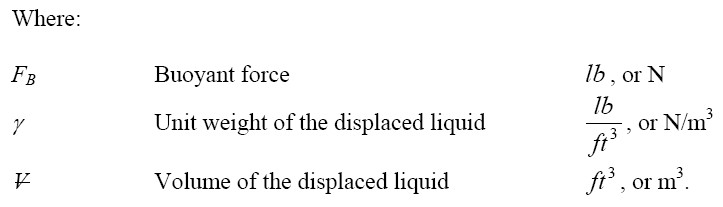 Where:
F_B Buoyant force lb, or N
γ Unit weight of the displaced liquid lb/ft³, or N/m³
V̶ Volume of the displaced liquid ft³, or m³.